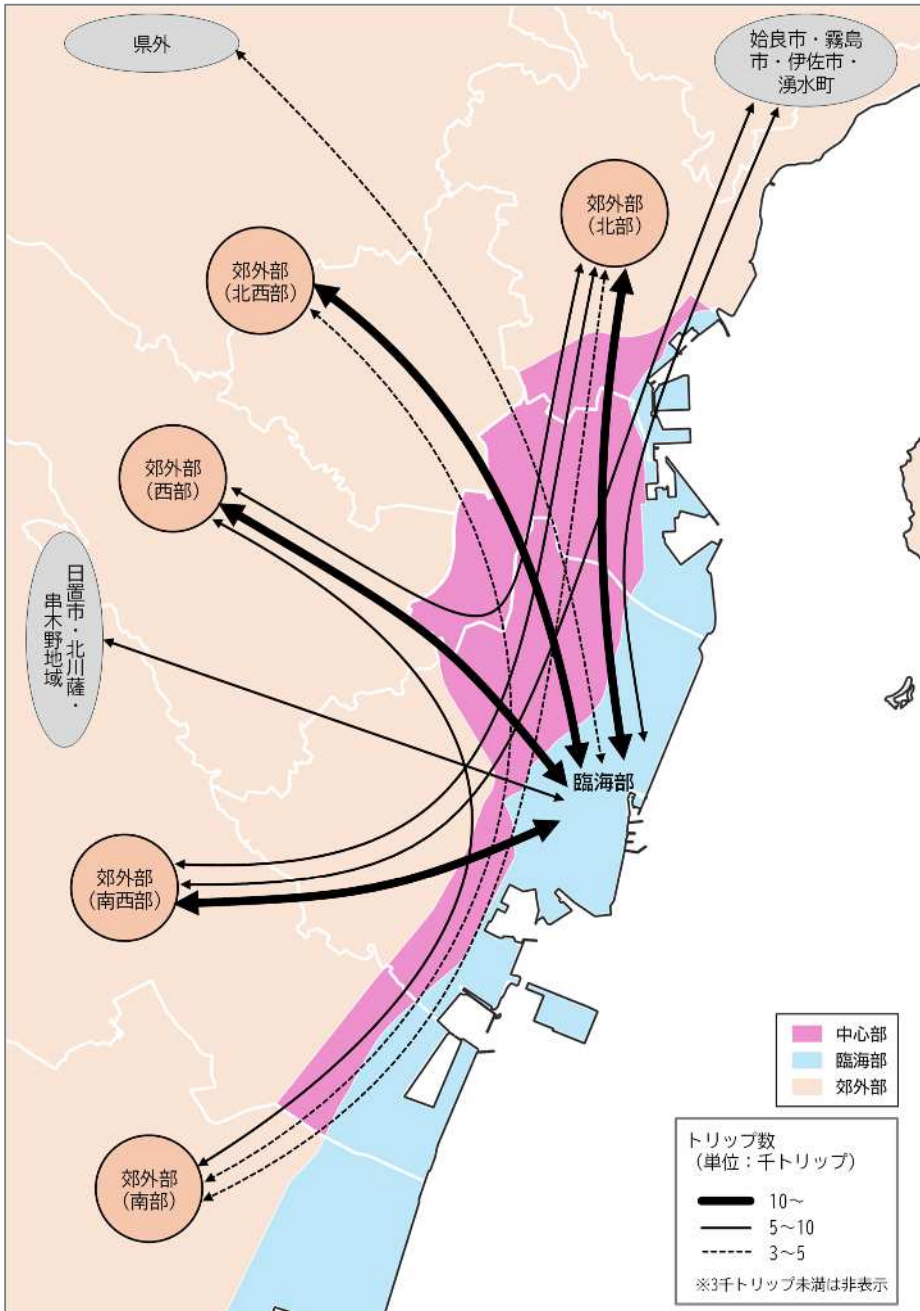 県外
姶良市・霧島
市・伊佐市・
湧水町
郊外部
（北部）
郊外部
（北西部）
郊外部
（西部）
日置市・北川薩・
串木野地域
臨海部
郊外部
（南西部）
郊外部
（南部）
中心部
臨海部
郊外部
トリップ数
（単位：千トリップ）
10～
5～10
3～5
※3千トリップ未満は非表示